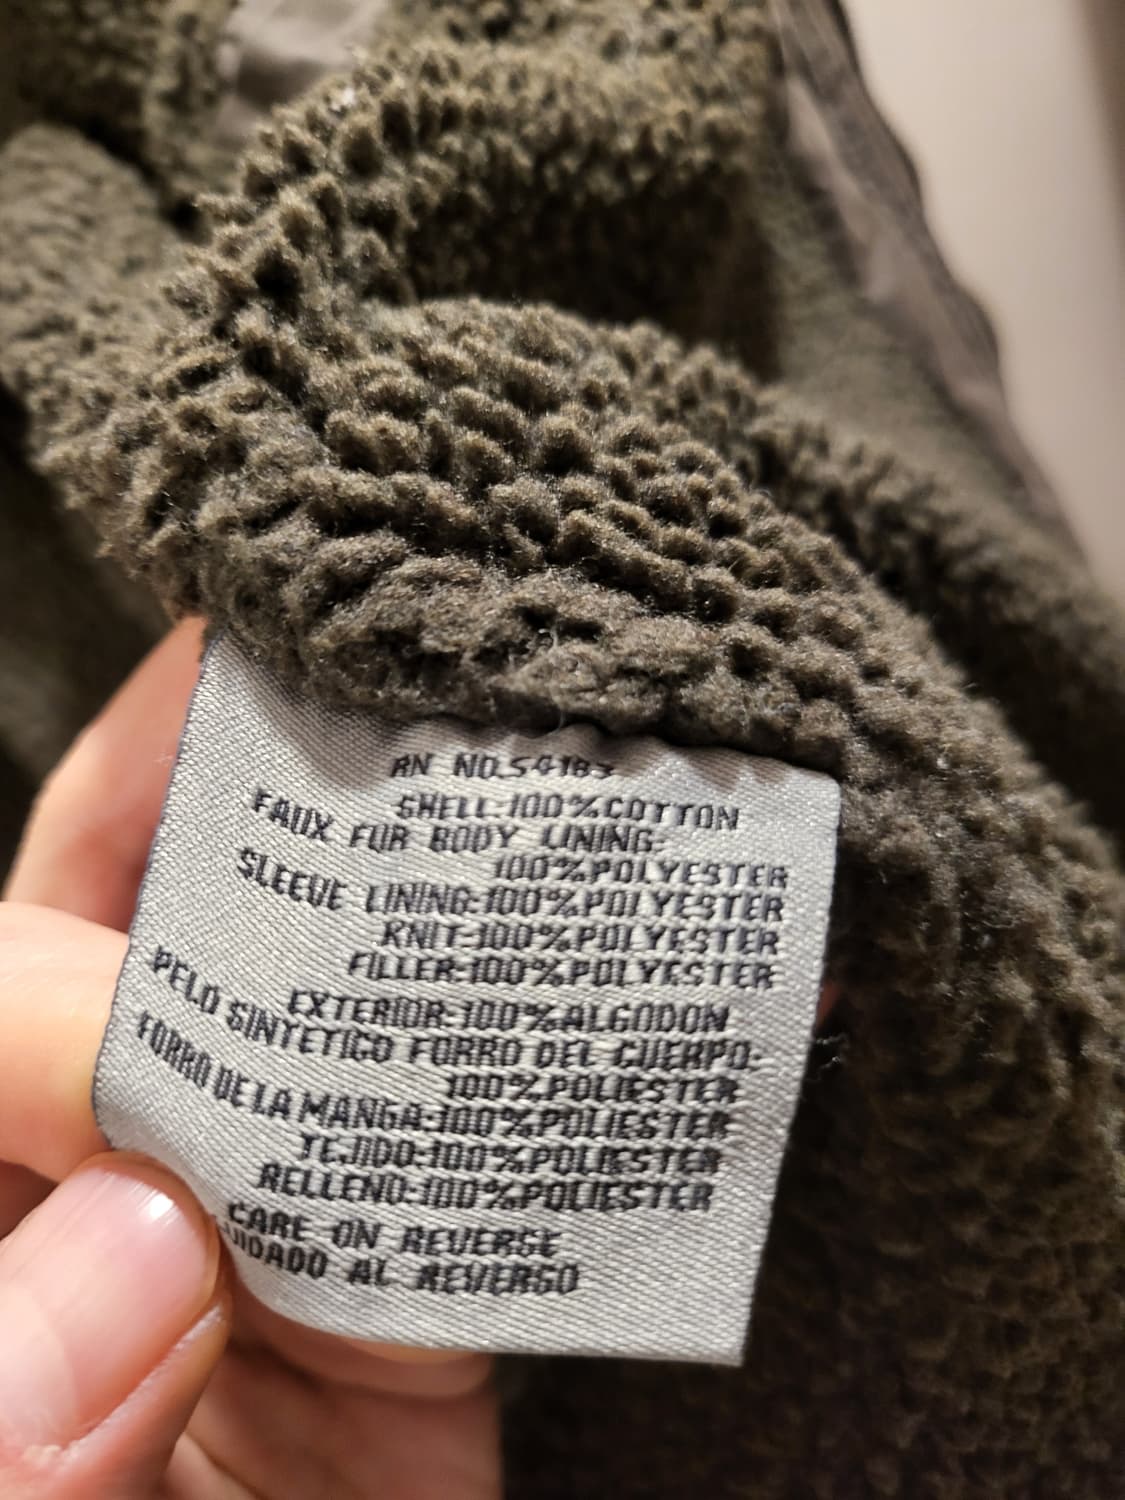 RN NO.54183
SHELL:100%COTTON
FAUX FUR BODY LINING:
100%POLYESTER
SLEEVE LINING:100%POLYESTER
KNIT:100%POLYESTER
FILLER:100%POLYESTER
EXTERIOR:100%ALGODON
PELO SINTETICO FORRO DEL CUERPO:
100%POLIESTER
FORRO DE LA MANGA:100%POLIESTER
TEJIDO:100%POLIESTER
RELLENO:100%POLIESTER
CARE ON REVERSE
CUIDADO AL REVERSO